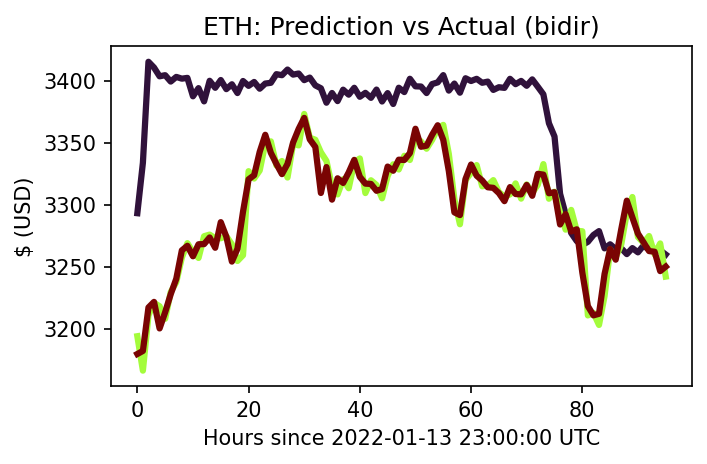 ETH: Prediction vs Actual (bidir)
3400
3350
3300
3250
3200
$ (USD)
0 20 40 60 80
Hours since 2022-01-13 23:00:00 UTC